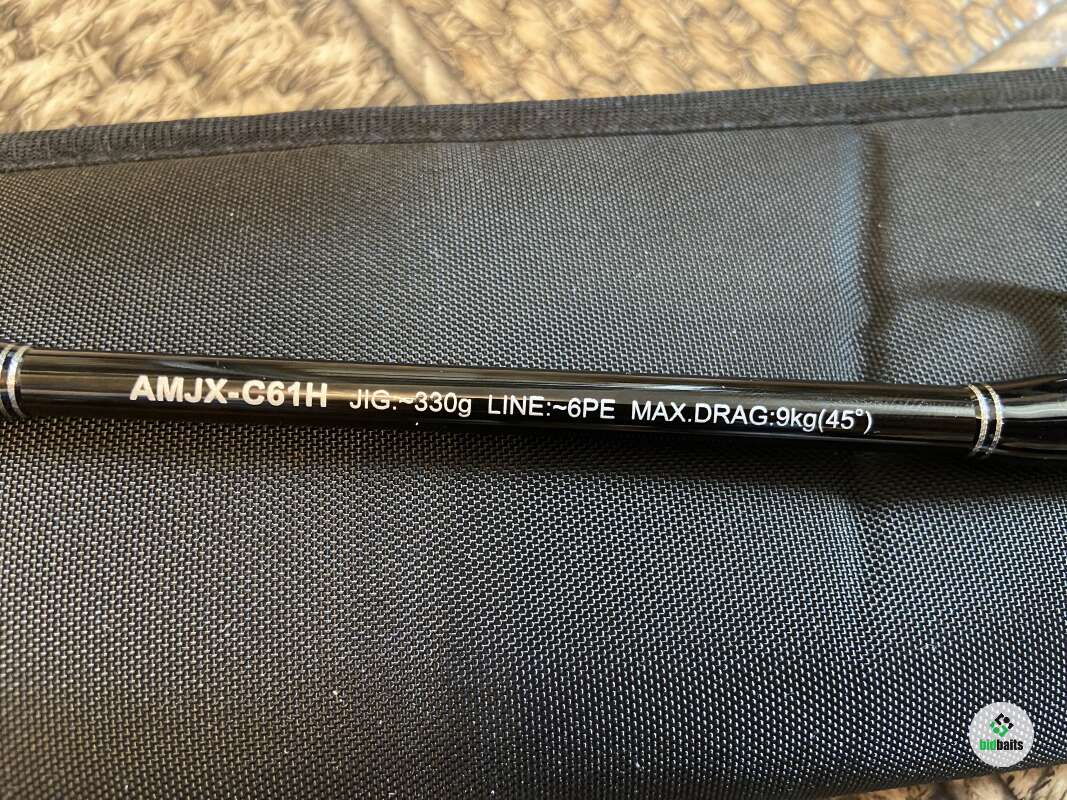 AMJX-C61H JIG.:~330g LINE:~6PE MAX.DRAG:9kg(45°)
bidbaits